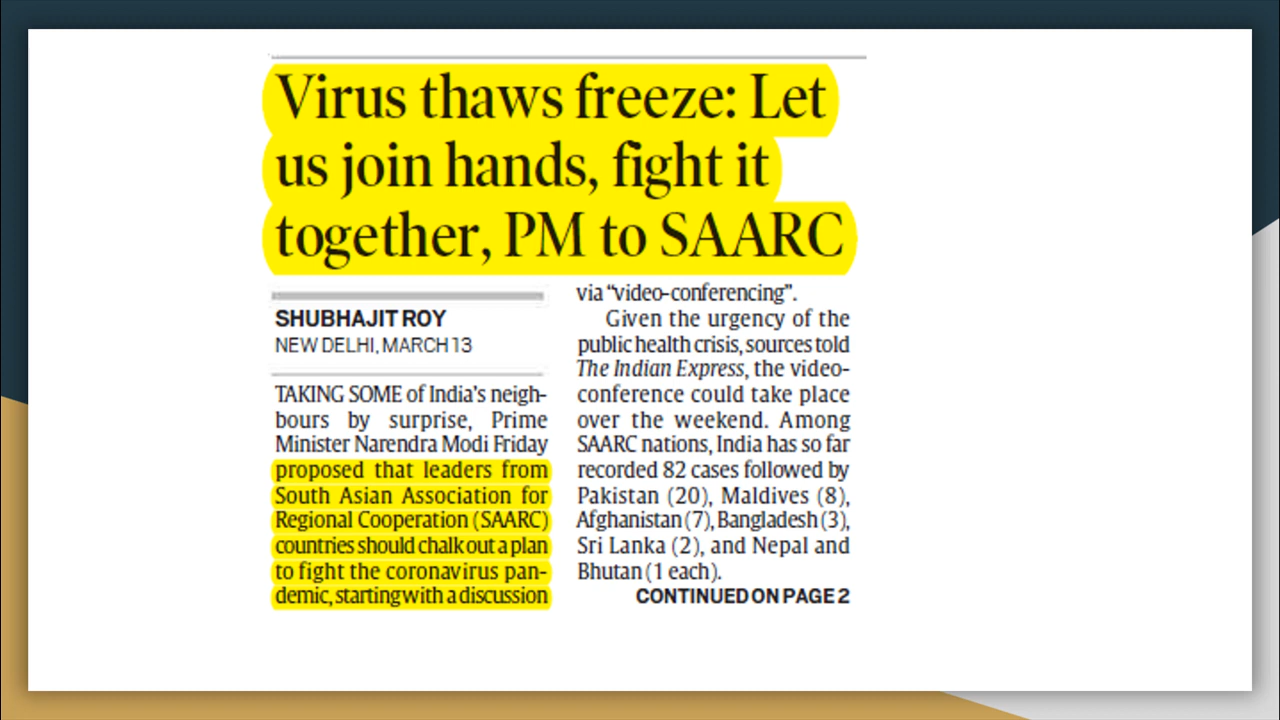 Virus thaws freeze: Let
us join hands, fight it
together, PM to SAARC
SHUBHAJIT ROY
NEW DELHI, MARCH 13
TAKING SOME of India's neigh-
bours by surprise, Prime
Minister Narendra Modi Friday
proposed that leaders from
South Asian Association for
Regional Cooperation (SAARC)
countries should chalk out a plan
to fight the coronavirus pan-
demic, starting with a discussion
via “video-conferencing”.
Given the urgency of the
public health crisis, sources told
The Indian Express, the video-
conference could take place
over the weekend. Among
SAARC nations, India has so far
recorded 82 cases followed by
Pakistan (20), Maldives (8),
Afghanistan (7), Bangladesh (3),
Sri Lanka (2), and Nepal and
Bhutan (1 each).
CONTINUED ON PAGE 2